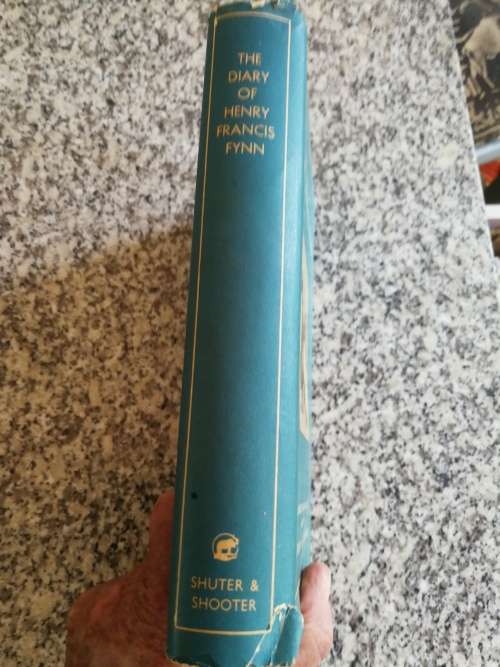 THE
DIARY
OF
HENRY
FRANCIS
FYNN
SHUTER &
SHOOTER